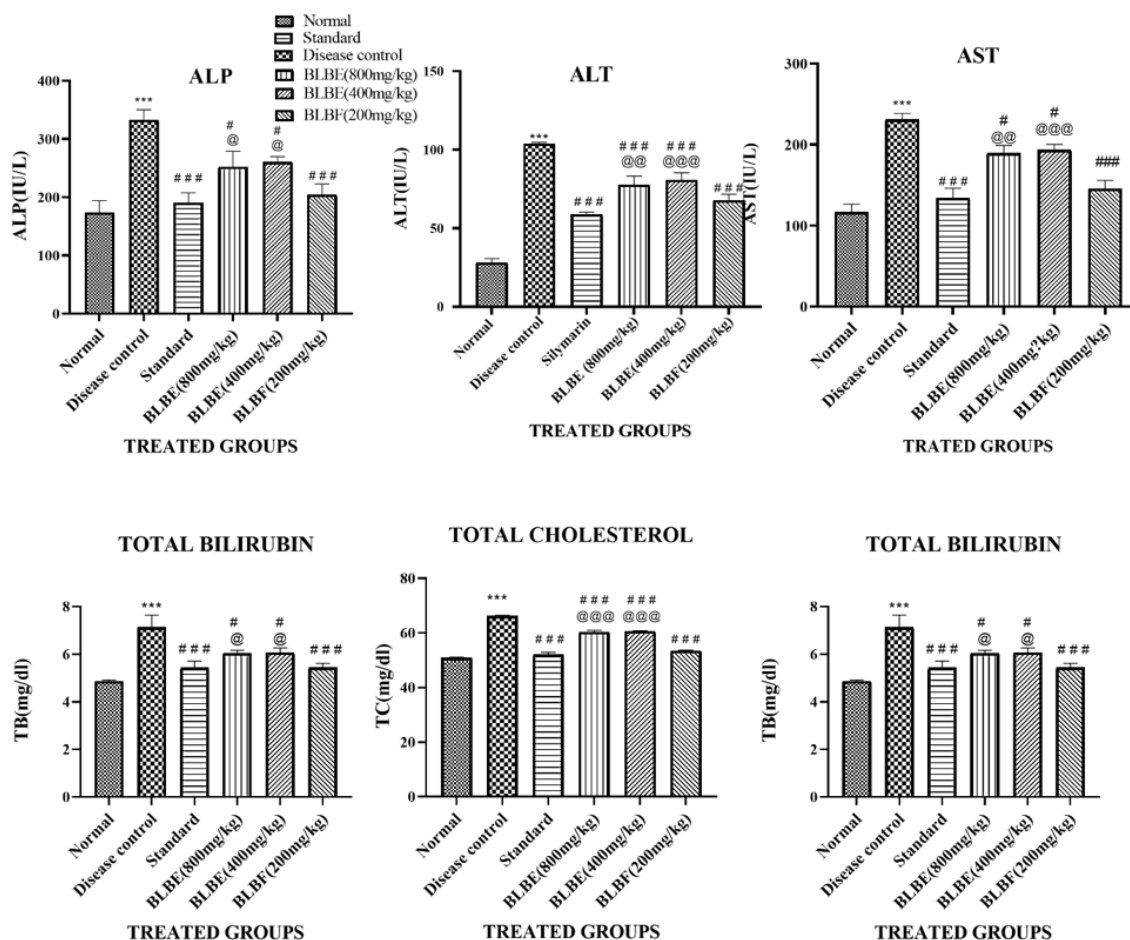 Normal
Standard
Disease control
BLBE(800mg/kg)
BLBE(400mg/kg)
BLBF(200mg/kg)
ALP
400
300
200
100
0
ALP(IU/L)
***
# # #
#
@
#
@
# # #
Normal
Disease control
Standard
BLBE(800mg/kg)
BLBE(400mg/kg)
BLBF(200mg/kg)
TREATED GROUPS
ALT
150
100
50
0
ALT(IU/L)
***
# # #
# # #
@@
# # #
@@@
# # #
Normal
Disease control
Silymarin
BLBE (800mg/kg)
BLBE(400mg/kg)
BLBF(200mg/kg)
TREATED GROUPS
AST
300
200
100
0
AST(IU/L)
***
# # #
#
@@
#
@@@
###
Normal
Disease control
Standard
BLBE(800mg/kg)
BLBE(400mg?kg)
BLBF(200mg/kg)
TRATED GROUPS
TOTAL BILIRUBIN
8
6
4
2
0
TB(mg/dl)
***
# # #
#
@
#
@
# # #
Normal
Disease control
Standard
BLBE(800mg/kg)
BLBE(400mg/kg)
BLBF(200mg/kg)
TREATED GROUPS
TOTAL CHOLESTEROL
80
60
40
20
0
TC(mg/dl)
***
# # #
# # #
@@@
# # #
@@@
# # #
Normal
Disease control
Standard
BLBE(800mg/kg)
BLBE(400mg/kg)
BLBF(200mg/kg)
TREATED GROUPS
TOTAL BILIRUBIN
8
6
4
2
0
TB(mg/dl)
***
# # #
#
@
#
@
# # #
Normal
Disease control
Standard
BLBE(800mg/kg)
BLBE(400mg/kg)
BLBF(200mg/kg)
TREATED GROUPS